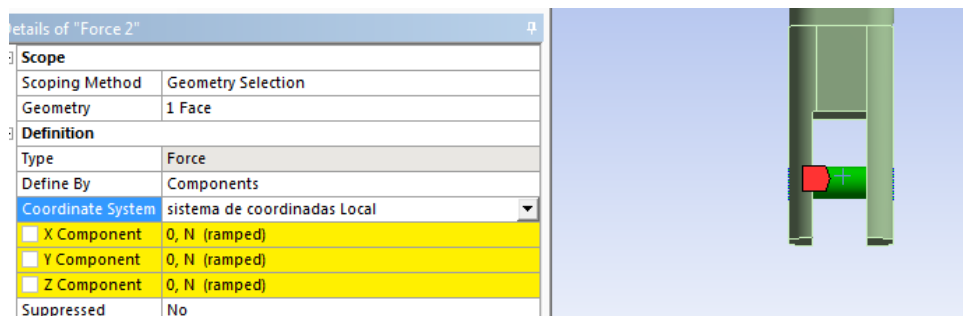 Details of "Force 2"
Scope
Scoping Method Geometry Selection
Geometry 1 Face
Definition
Type Force
Define By Components
Coordinate System sistema de coordinadas Local
X Component 0, N (ramped)
Y Component 0, N (ramped)
Z Component 0, N (ramped)
Suppressed No